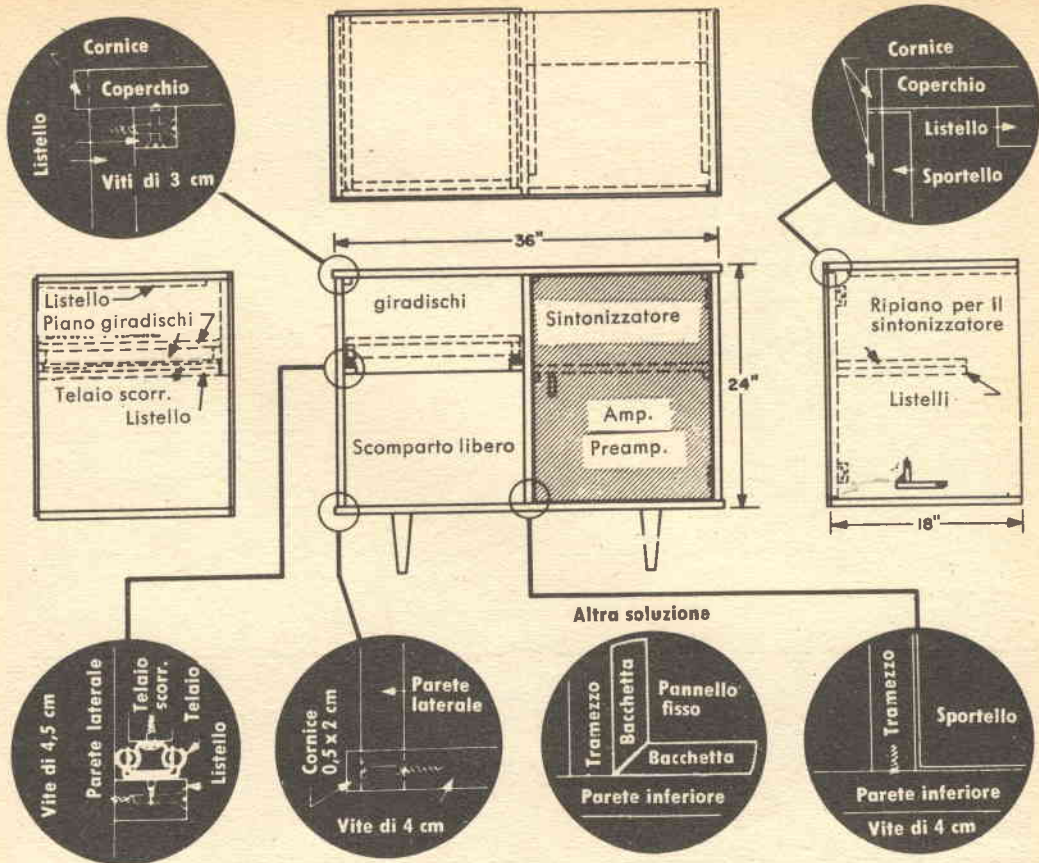 Cornice
Coperchio
Listello
Viti di 3 cm
Cornice
Coperchio
Listello
Sportello
36"
Listello
Piano giradischi
Telaio scorr.
Listello
giradischi
Sintonizzatore
Scomparto libero
Amp.
Preamp.
24"
Ripiano per il
sintonizzatore
Listelli
18"
Altra soluzione
Vite di 4,5 cm
Parete laterale
Telaio
scorr.
Telaio
Listello
Cornice
0,5 x 2 cm
Parete
laterale
Vite di 4 cm
Tramezzo
Bacchetta
Pannello
fisso
Bacchetta
Parete inferiore
Tramezzo
Sportello
Parete inferiore
Vite di 4 cm